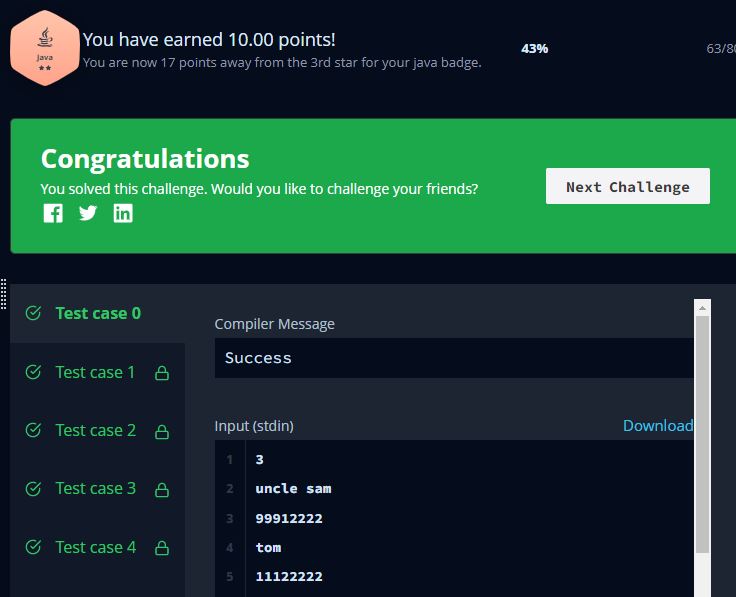 You have earned 10.00 points!
Java
You are now 17 points away from the 3rd star for your java badge.
43%
63/80
Congratulations
You solved this challenge. Would you like to challenge your friends?
Next Challenge
Test case 0
Test case 1
Test case 2
Test case 3
Test case 4
Compiler Message
Success
Input (stdin)
Download
1 3
2 uncle sam
3 99912222
4 tom
5 11122222